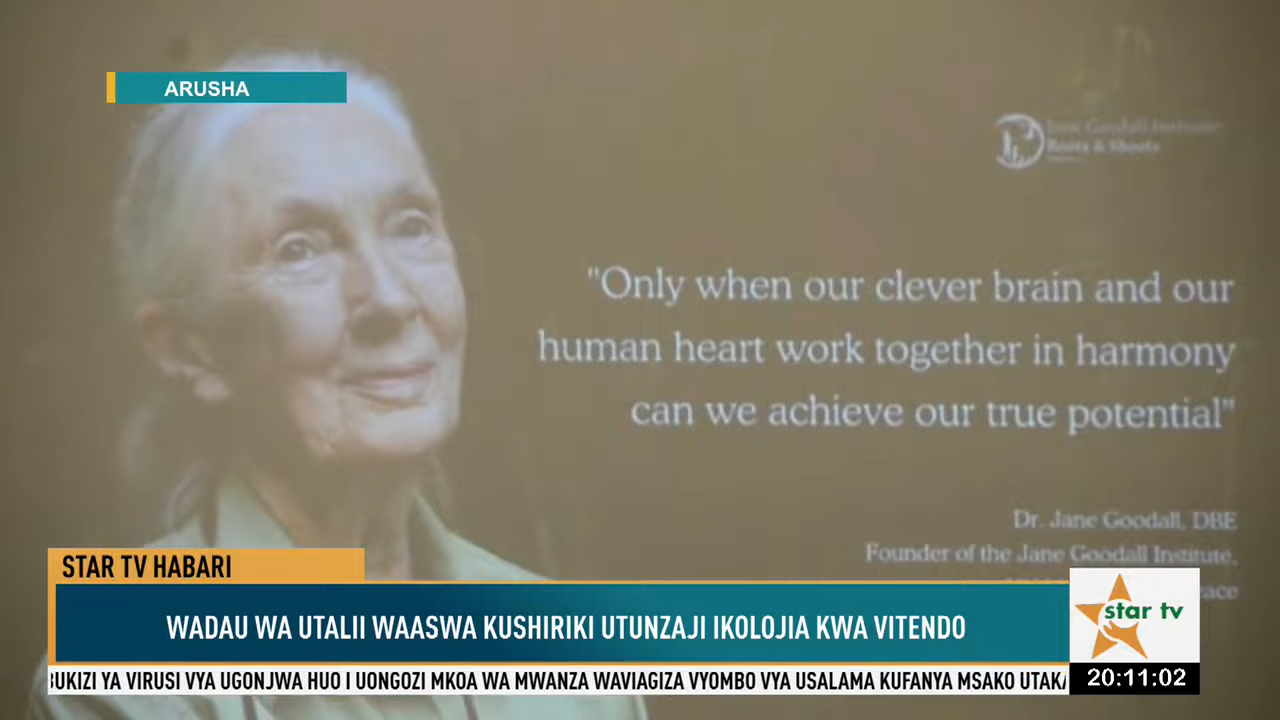 ARUSHA
Jane Goodall Institute
Roots & Shoots
"Only when our clever brain and our
human heart work together in harmony
can we achieve our true potential"
Dr. Jane Goodall, DBE
Founder of the Jane Goodall Institute,
STAR TV HABARI
WADAU WA UTALII WAASWA KUSHIRIKI UTUNZAJI IKOLOJIA KWA VITENDO
star tv
YA VIRUSI VYA UGONJWA HUO I UONGOZI MKOA WA MWANZA WAVIAGIZA VYOMBO VYA USALAMA KUFANYA MSAKO
20:11:02